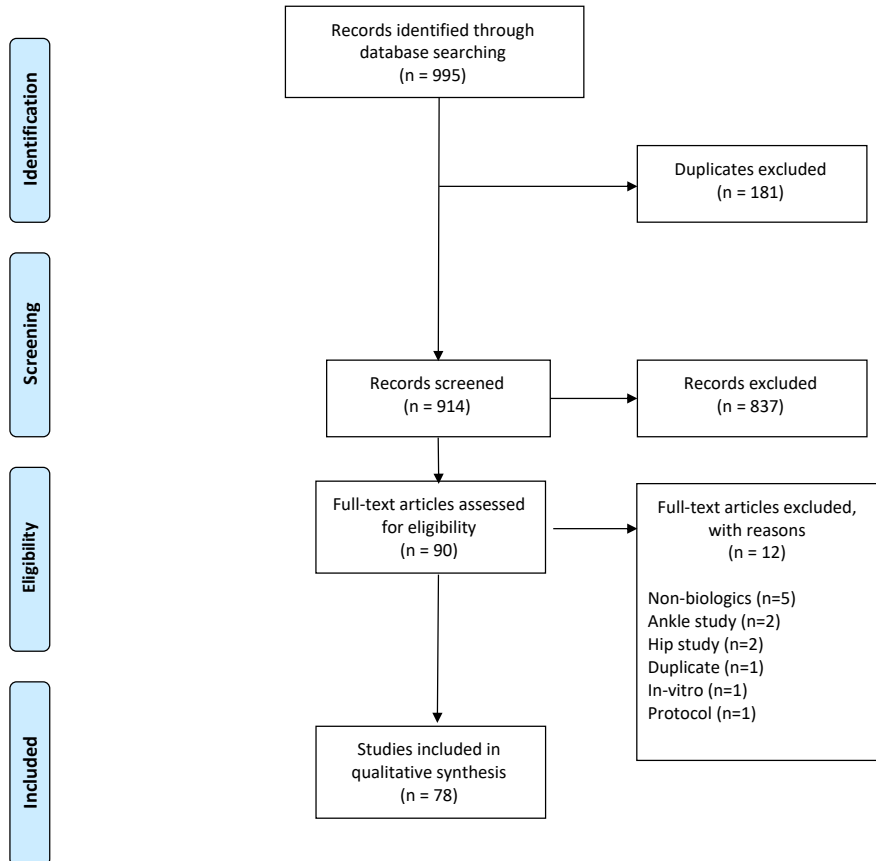 Records identified through
database searching
(n = 995)
Identification
Duplicates excluded
(n = 181)
Screening
Records screened
(n = 914)
Records excluded
(n = 837)
Eligibility
Full-text articles assessed
for eligibility
(n = 90)
Full-text articles excluded,
with reasons
(n = 12)
Non-biologics (n=5)
Ankle study (n=2)
Hip study (n=2)
Duplicate (n=1)
In-vitro (n=1)
Protocol (n=1)
Included
Studies included in
qualitative synthesis
(n = 78)